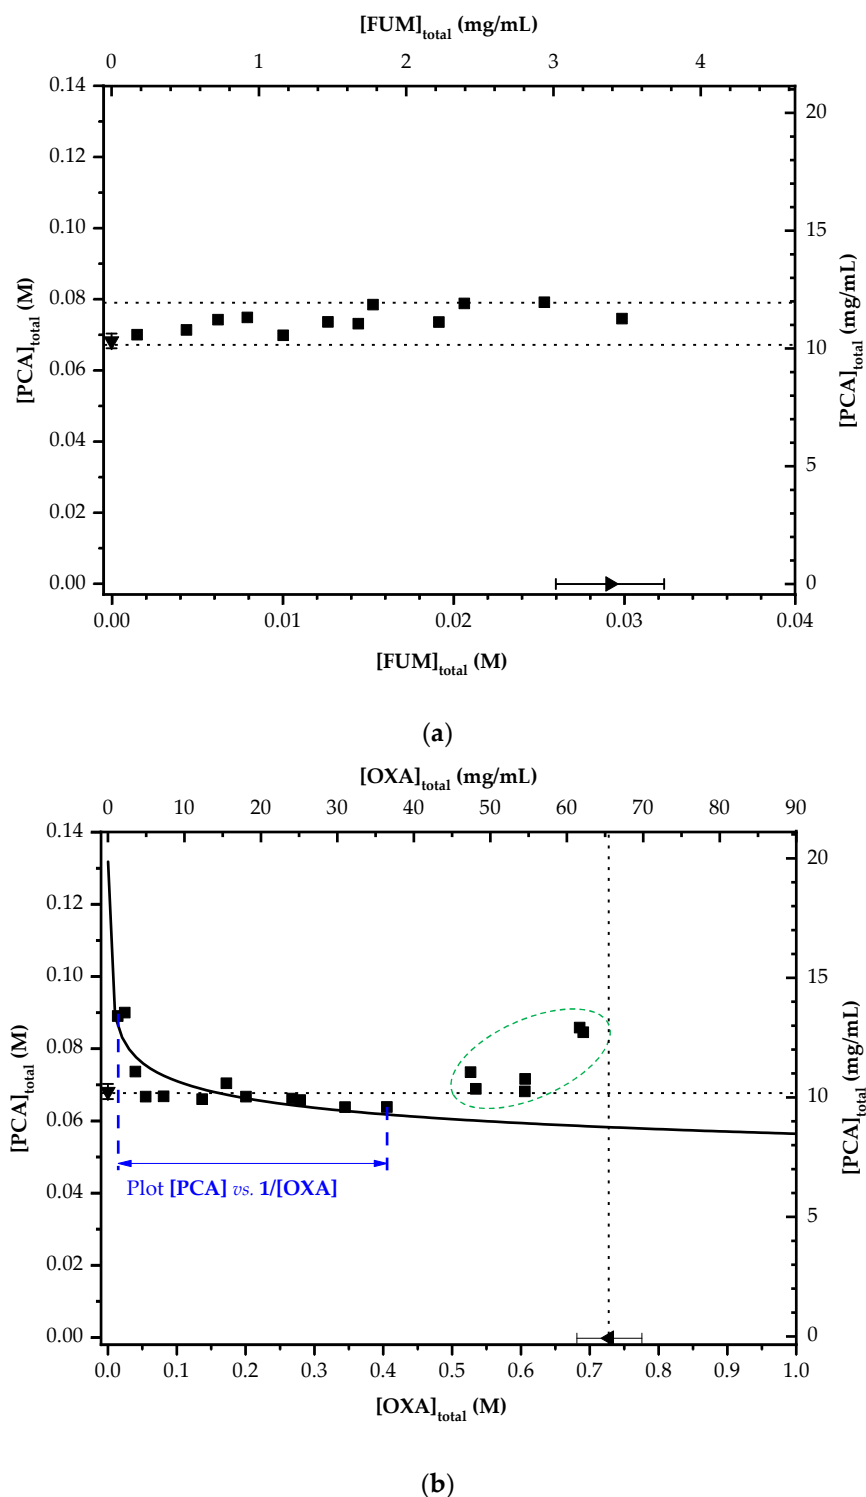 [FUM]total (mg/mL)
0 1 2 3 4
0.14
0.12
0.10
0.08
0.06
0.04
0.02
0.00
[PCA]total (M)
20
15
10
5
0
[PCA]total (mg/mL)
0.00 0.01 0.02 0.03 0.04
[FUM]total (M)
(a)
[OXA]total (mg/mL)
0 10 20 30 40 50 60 70 80 90
0.14
0.12
0.10
0.08
0.06
0.04
0.02
0.00
[PCA]total (M)
Plot [PCA] vs. 1/[OXA]
20
15
10
5
0
[PCA]total (mg/mL)
0.0 0.1 0.2 0.3 0.4 0.5 0.6 0.7 0.8 0.9 1.0
[OXA]total (M)
(b)